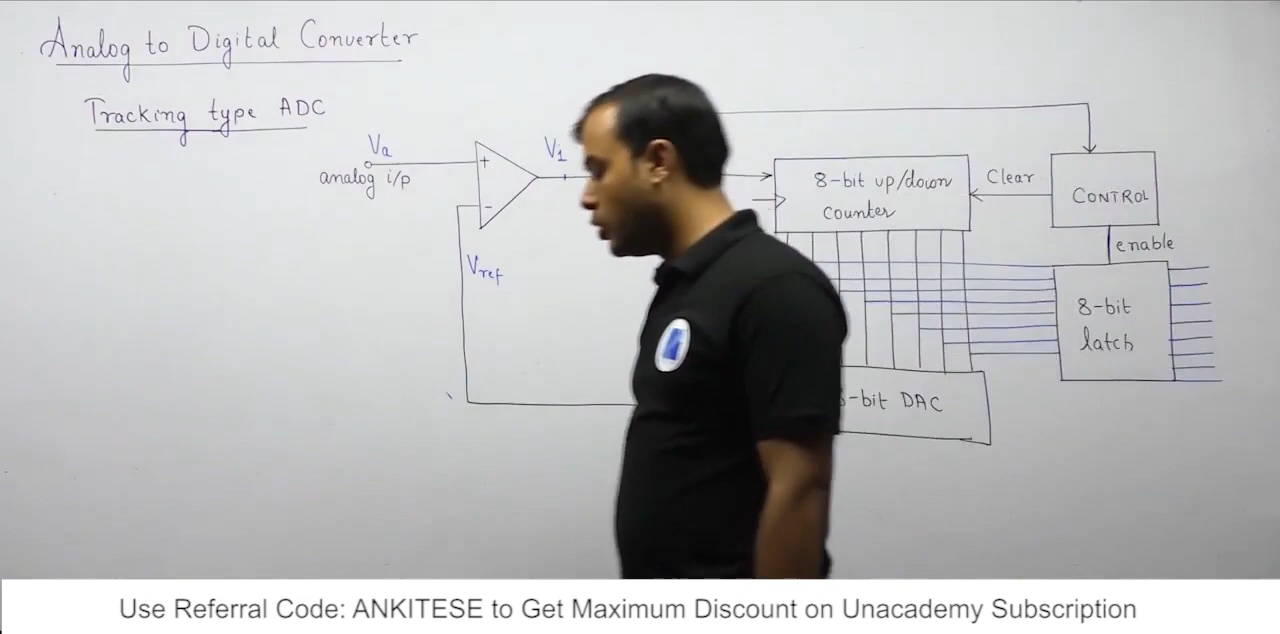 Analog to Digital Converter
Tracking type ADC
Va
analog i/p
+
-
V1
Vref
8-bit up/down
counter
Clear
CONTROL
enable
8-bit
latch
-bit DAC
Use Referral Code: ANKITESE to Get Maximum Discount on Unacademy Subscription